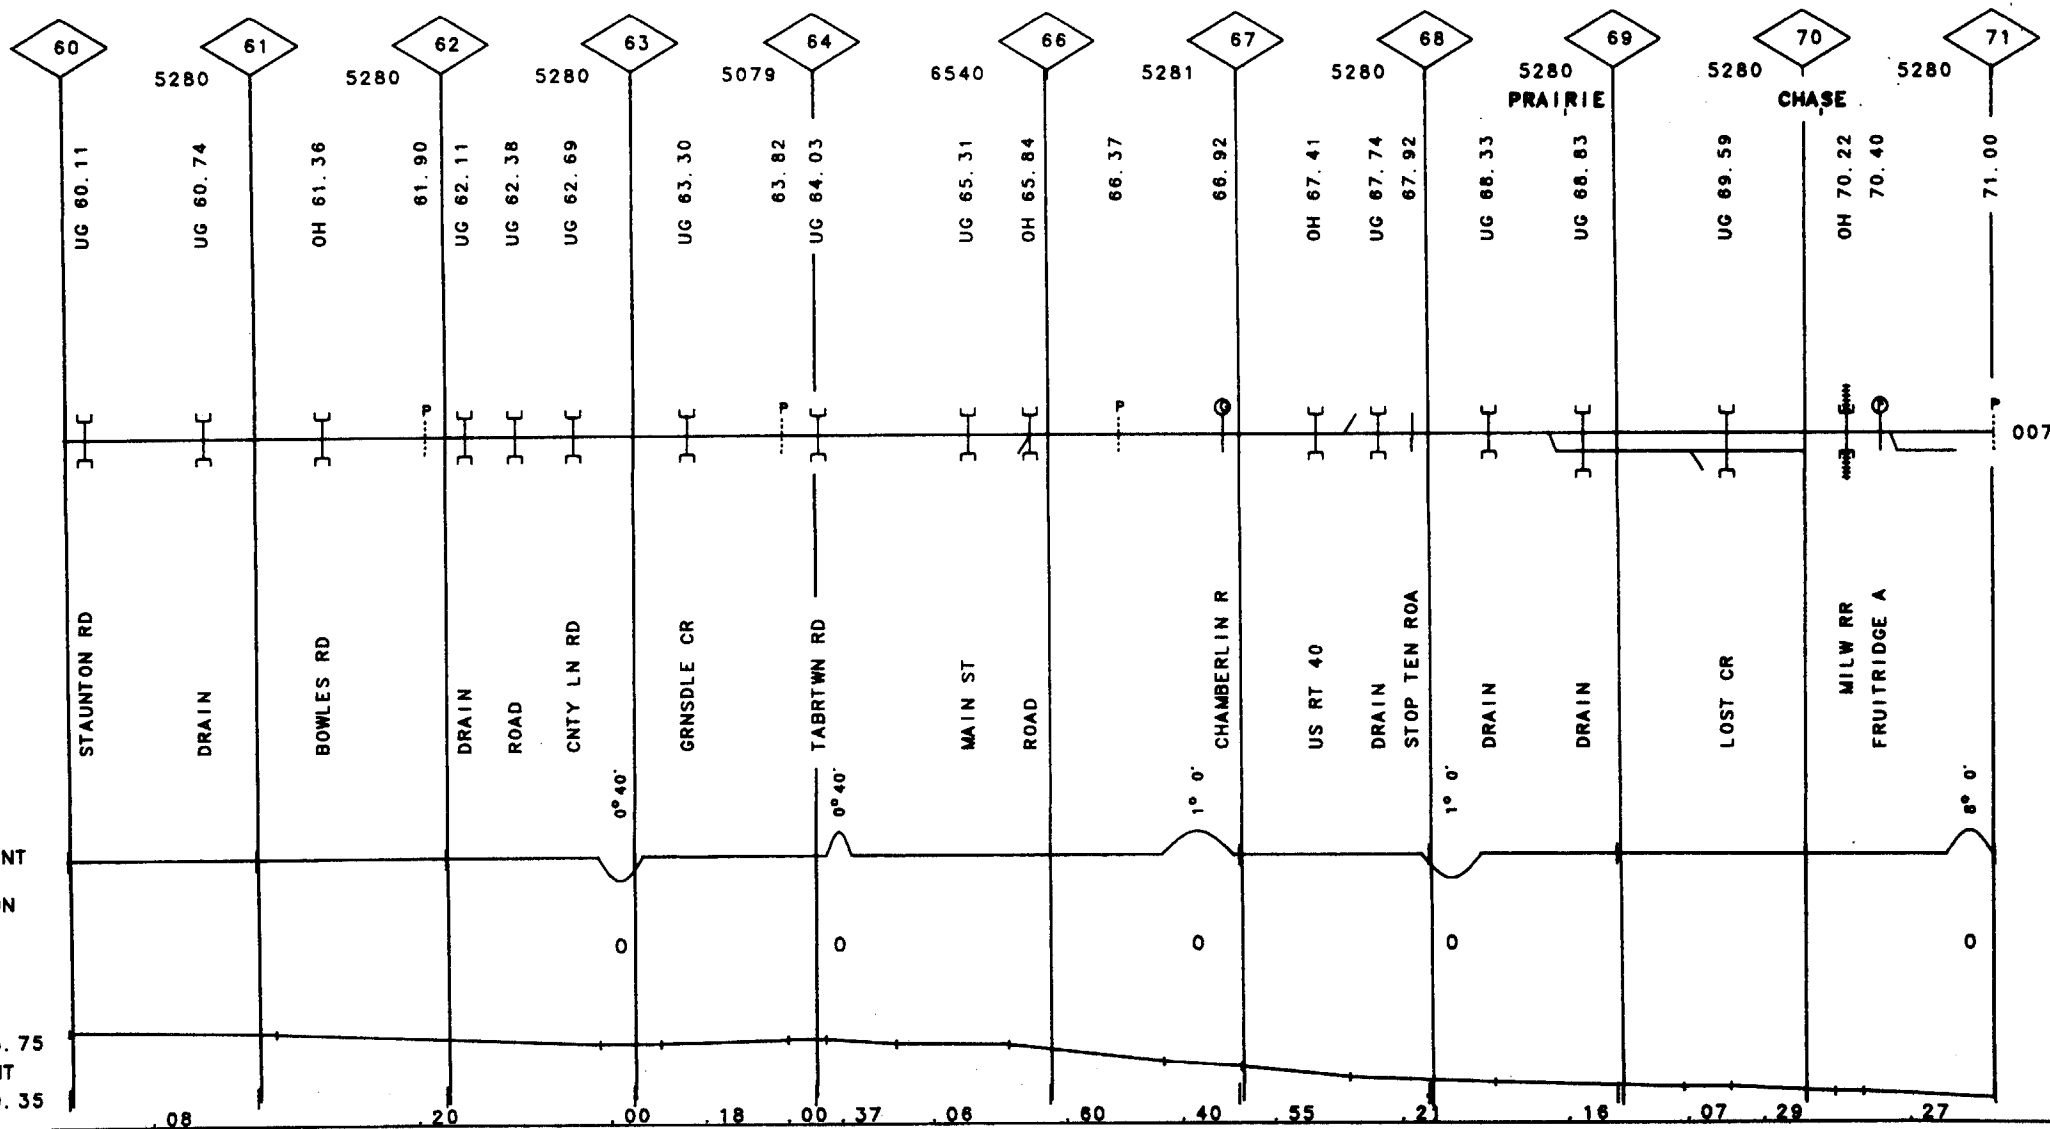 60 61 62 63 64 66 67 68 69 70 71
5280 5280 5280 5079 6540 5281 5280 5280 5280 5280
PRAIRIE CHASE
UG 60.11
UG 60.74
OH 61.36
61.90
UG 62.11
UG 62.38
UG 62.69
UG 63.30
63.82
UG 64.03
UG 65.31
OH 65.84
66.37
66.92
OH 67.41
UG 67.74
67.92
UG 68.33
UG 68.83
UG 69.59
OH 70.22
70.40
71.00
P P P P
007
STAUNTON RD
DRAIN
BOWLES RD
DRAIN
ROAD
CNTY LN RD
GRNSDLE CR
TABRTWN RD
MAIN ST
ROAD
CHAMBERLIN R
US RT 40
DRAIN
STOP TEN ROA
DRAIN
DRAIN
LOST CR
MILW RR
FRUITRIDGE A
0° 40' 0° 40' 1° 0' 1° 0' 8° 0'
NT
ON
0 0 0 0 0
.75
NT
.35
.08 .20 .00 .18 .00 .37 .06 .60 .40 .55 .21 .16 .07 .29 .27